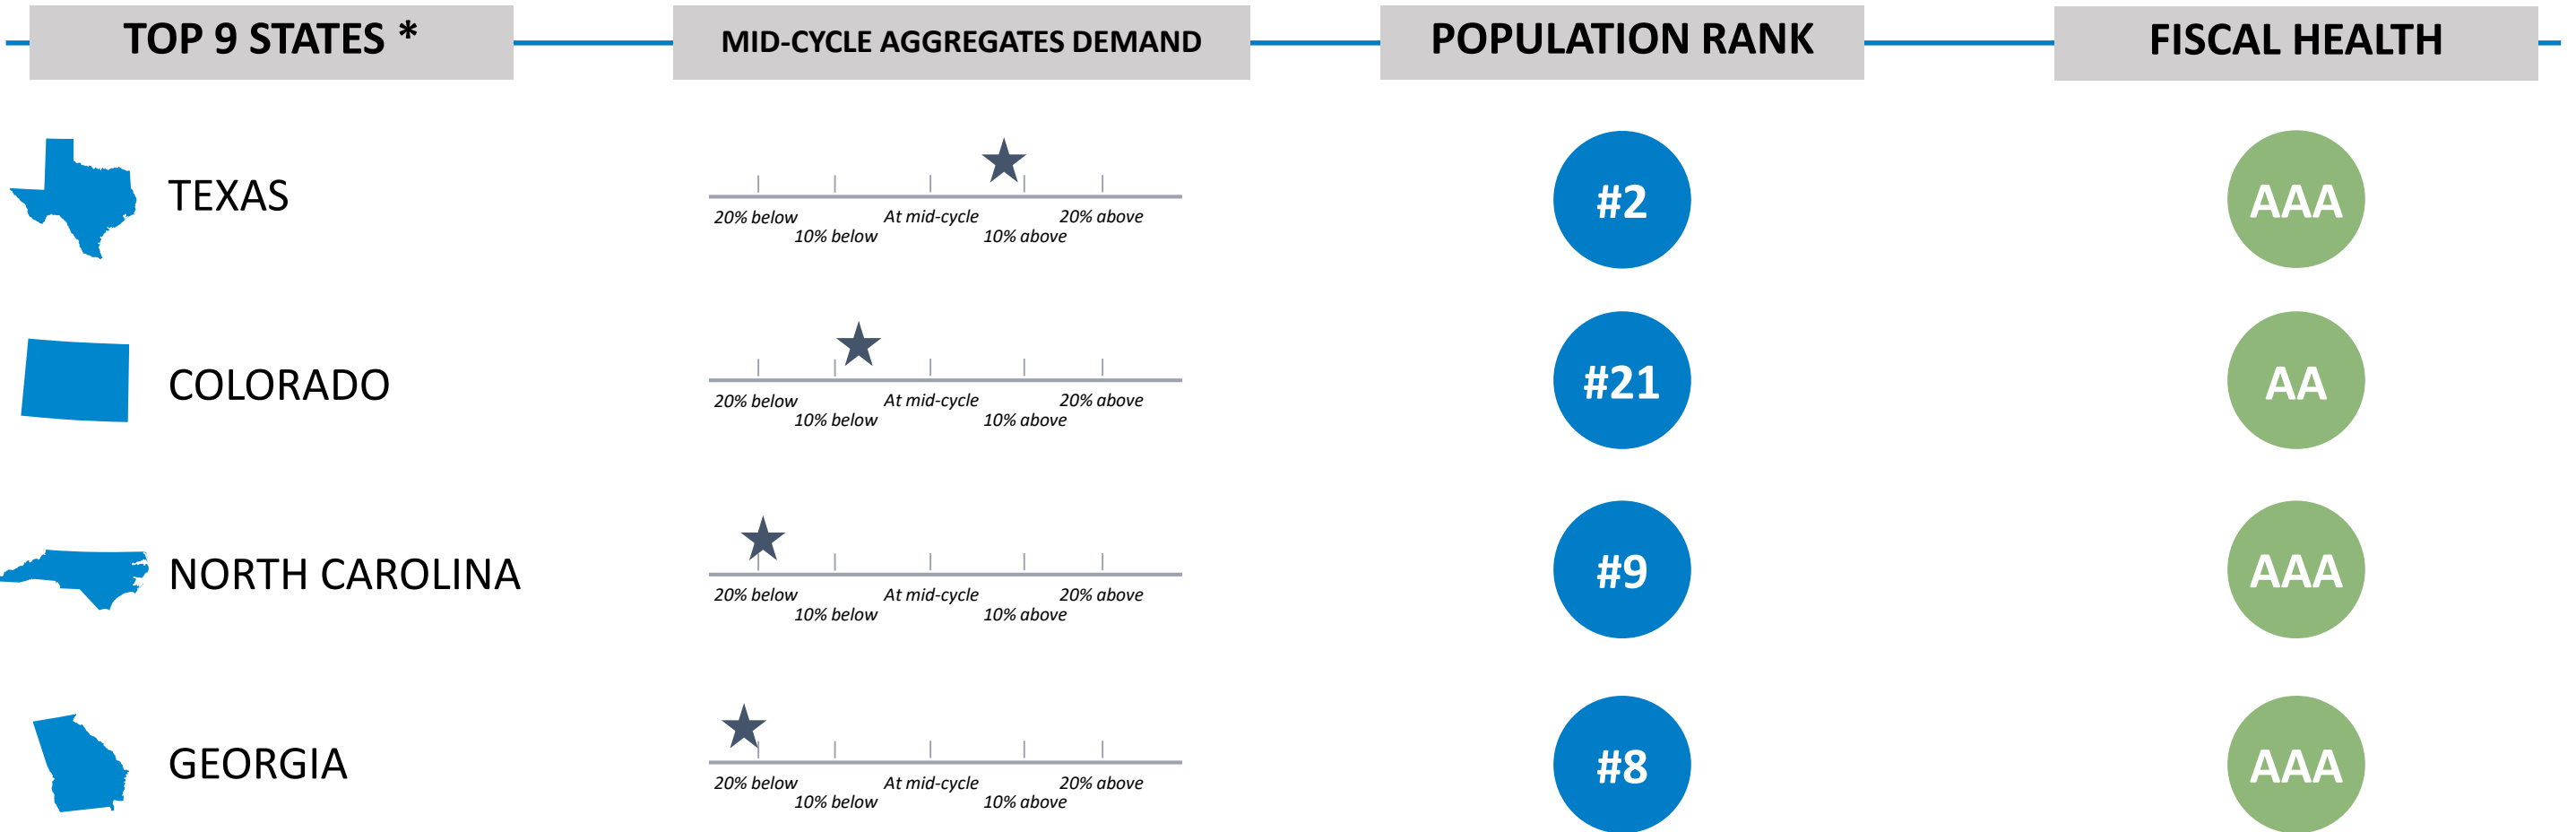 TOP 9 STATES *
MID-CYCLE AGGREGATES DEMAND
POPULATION RANK
FISCAL HEALTH
TEXAS
20% below
10% below
At mid-cycle
10% above
20% above
#2
AAA
COLORADO
20% below
10% below
At mid-cycle
10% above
20% above
#21
AA
NORTH CAROLINA
20% below
10% below
At mid-cycle
10% above
20% above
#9
AAA
GEORGIA
20% below
10% below
At mid-cycle
10% above
20% above
#8
AAA